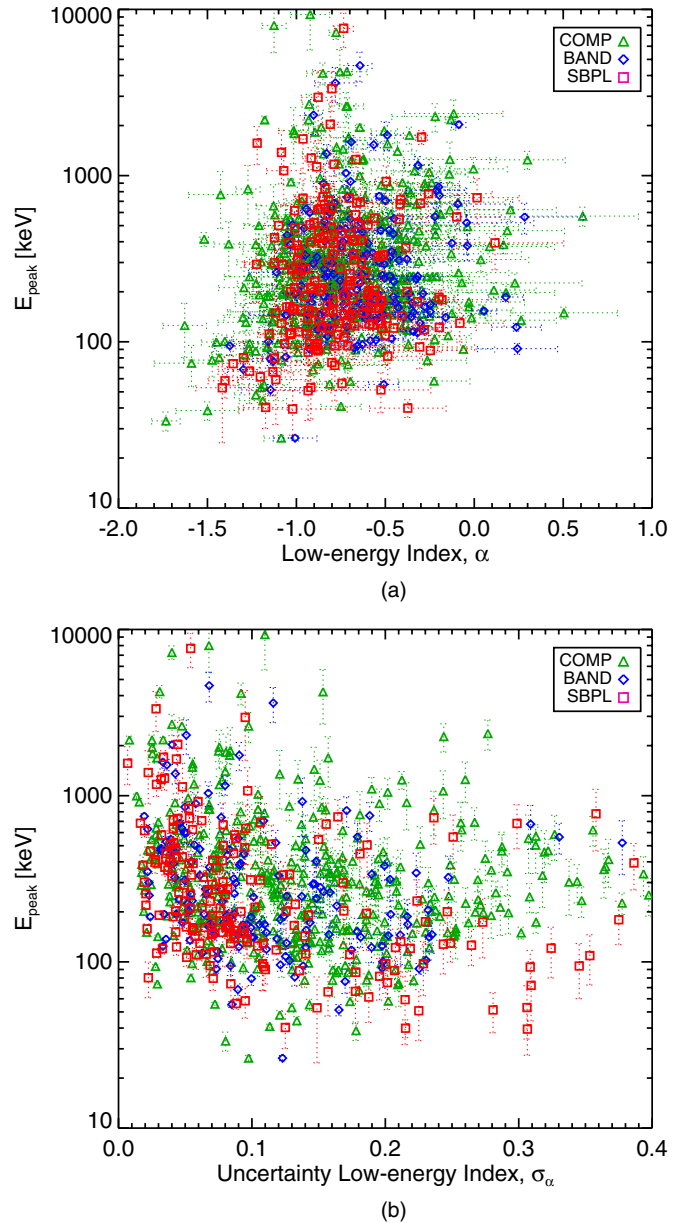 10000
1000
100
10
E_peak [keV]
COMP
BAND
SBPL
-2.0 -1.5 -1.0 -0.5 0.0 0.5 1.0
Low-energy Index, α
(a)
10000
1000
100
10
E_peak [keV]
COMP
BAND
SBPL
0.0 0.1 0.2 0.3 0.4
Uncertainty Low-energy Index, σ_α
(b)